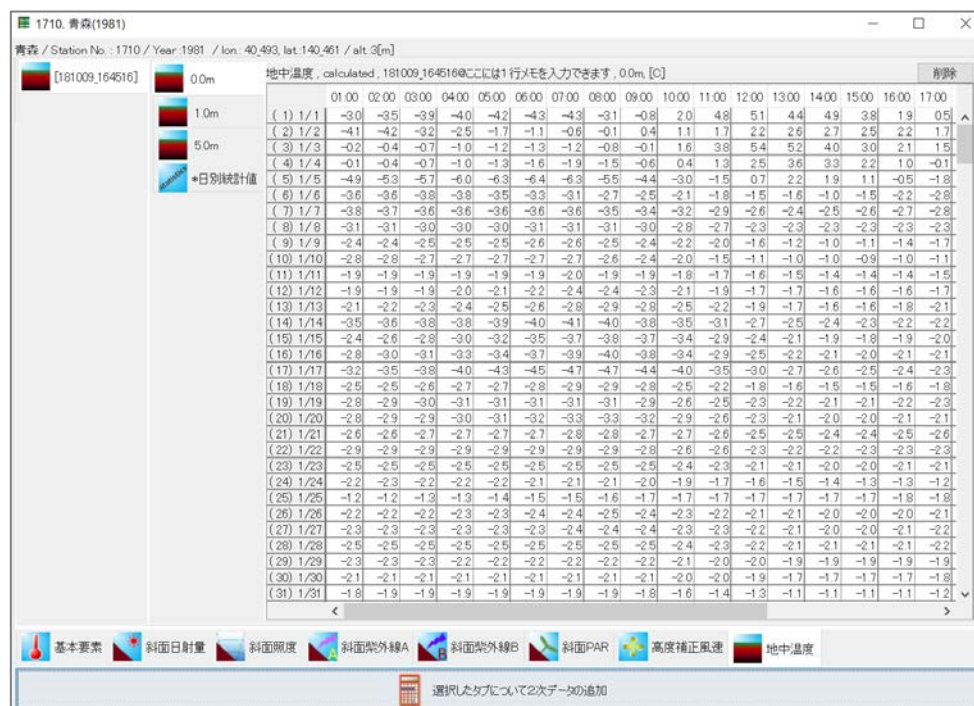 1710. 青森(1981)
青森 / Station No. : 1710 / Year :1981 / lon.: 40_493, lat.:140_461 / alt. 3[m]
[181009_164516]
0.0m
1.0m
5.0m
statistics
*日別統計値
地中温度 , calculated , 181009_164516@ここには1行メモを入力できます , 0.0m, [C]
削除
01:00 02:00 03:00 04:00 05:00 06:00 07:00 08:00 09:00 10:00 11:00 12:00 13:00 14:00 15:00 16:00 17:00
( 1) 1/1 -3.0 -3.5 -3.9 -4.0 -4.2 -4.3 -4.3 -3.1 -0.8 2.0 4.8 5.1 4.4 4.9 3.8 1.9 0.5
( 2) 1/2 -4.1 -4.2 -3.2 -2.5 -1.7 -1.1 -0.6 -0.1 0.4 1.1 1.7 2.2 2.6 2.7 2.5 2.2 1.7
( 3) 1/3 -0.2 -0.4 -0.7 -1.0 -1.2 -1.3 -1.2 -0.8 -0.1 1.6 3.8 5.4 5.2 4.0 3.0 2.1 1.5
( 4) 1/4 -0.1 -0.4 -0.7 -1.0 -1.3 -1.6 -1.9 -1.5 -0.6 0.4 1.3 2.5 3.6 3.3 2.2 1.0 -0.1
( 5) 1/5 -4.9 -5.3 -5.7 -6.0 -6.3 -6.4 -6.3 -5.5 -4.4 -3.0 -1.5 0.7 2.2 1.9 1.1 -0.5 -1.8
( 6) 1/6 -3.6 -3.6 -3.8 -3.8 -3.5 -3.3 -3.1 -2.7 -2.5 -2.1 -1.8 -1.5 -1.6 -1.0 -1.5 -2.2 -2.8
( 7) 1/7 -3.8 -3.7 -3.6 -3.6 -3.6 -3.6 -3.6 -3.5 -3.4 -3.2 -2.9 -2.6 -2.4 -2.5 -2.6 -2.7 -2.8
( 8) 1/8 -3.1 -3.1 -3.0 -3.0 -3.0 -3.1 -3.1 -3.1 -3.0 -2.8 -2.7 -2.3 -2.3 -2.3 -2.3 -2.3 -2.3
( 9) 1/9 -2.4 -2.4 -2.5 -2.5 -2.5 -2.6 -2.6 -2.5 -2.4 -2.2 -2.0 -1.6 -1.2 -1.0 -1.1 -1.4 -1.7
(10) 1/10 -2.8 -2.8 -2.7 -2.7 -2.7 -2.7 -2.7 -2.6 -2.4 -2.0 -1.5 -1.1 -1.0 -1.0 -0.9 -1.0 -1.1
(11) 1/11 -1.9 -1.9 -1.9 -1.9 -1.9 -1.9 -2.0 -1.9 -1.9 -1.8 -1.7 -1.6 -1.5 -1.4 -1.4 -1.4 -1.5
(12) 1/12 -1.9 -1.9 -1.9 -2.0 -2.1 -2.2 -2.4 -2.4 -2.3 -2.1 -1.9 -1.7 -1.7 -1.6 -1.6 -1.6 -1.7
(13) 1/13 -2.1 -2.2 -2.3 -2.4 -2.5 -2.6 -2.8 -2.9 -2.8 -2.5 -2.2 -1.9 -1.7 -1.6 -1.6 -1.8 -2.1
(14) 1/14 -3.5 -3.6 -3.8 -3.8 -3.9 -4.0 -4.1 -4.0 -3.8 -3.5 -3.1 -2.7 -2.5 -2.4 -2.3 -2.2 -2.2
(15) 1/15 -2.4 -2.6 -2.8 -3.0 -3.2 -3.5 -3.7 -3.8 -3.7 -3.4 -2.9 -2.4 -2.1 -1.9 -1.8 -1.9 -2.0
(16) 1/16 -2.8 -3.0 -3.1 -3.3 -3.4 -3.7 -3.9 -4.0 -3.8 -3.4 -2.9 -2.5 -2.2 -2.1 -2.0 -2.1 -2.1
(17) 1/17 -3.2 -3.5 -3.8 -4.0 -4.3 -4.5 -4.7 -4.7 -4.4 -4.0 -3.5 -3.0 -2.7 -2.6 -2.5 -2.4 -2.3
(18) 1/18 -2.5 -2.5 -2.6 -2.7 -2.7 -2.8 -2.9 -2.9 -2.8 -2.5 -2.2 -1.8 -1.6 -1.5 -1.5 -1.6 -1.8
(19) 1/19 -2.8 -2.9 -3.0 -3.1 -3.1 -3.1 -3.1 -3.1 -2.9 -2.6 -2.5 -2.3 -2.2 -2.1 -2.1 -2.2 -2.3
(20) 1/20 -2.8 -2.9 -2.9 -3.0 -3.1 -3.2 -3.3 -3.3 -3.2 -2.9 -2.6 -2.3 -2.1 -2.0 -2.0 -2.1 -2.1
(21) 1/21 -2.6 -2.6 -2.7 -2.7 -2.7 -2.7 -2.8 -2.8 -2.7 -2.7 -2.6 -2.5 -2.5 -2.4 -2.4 -2.5 -2.6
(22) 1/22 -2.9 -2.9 -2.9 -2.9 -2.9 -2.9 -2.9 -2.9 -2.8 -2.6 -2.6 -2.3 -2.2 -2.2 -2.3 -2.3 -2.3
(23) 1/23 -2.5 -2.5 -2.5 -2.5 -2.5 -2.5 -2.5 -2.5 -2.5 -2.4 -2.3 -2.1 -2.1 -2.0 -2.0 -2.1 -2.1
(24) 1/24 -2.2 -2.3 -2.2 -2.2 -2.2 -2.1 -2.1 -2.1 -2.0 -1.9 -1.7 -1.6 -1.5 -1.4 -1.3 -1.3 -1.2
(25) 1/25 -1.2 -1.2 -1.3 -1.3 -1.4 -1.5 -1.5 -1.6 -1.7 -1.7 -1.7 -1.7 -1.7 -1.7 -1.7 -1.8 -1.8
(26) 1/26 -2.2 -2.2 -2.2 -2.3 -2.3 -2.4 -2.4 -2.5 -2.4 -2.3 -2.2 -2.1 -2.1 -2.0 -2.0 -2.0 -2.1
(27) 1/27 -2.3 -2.3 -2.3 -2.3 -2.3 -2.3 -2.4 -2.4 -2.4 -2.3 -2.3 -2.2 -2.1 -2.0 -2.0 -2.1 -2.2
(28) 1/28 -2.5 -2.5 -2.5 -2.5 -2.5 -2.5 -2.5 -2.5 -2.5 -2.4 -2.3 -2.2 -2.1 -2.1 -2.1 -2.1 -2.2
(29) 1/29 -2.3 -2.3 -2.3 -2.2 -2.2 -2.2 -2.2 -2.2 -2.2 -2.1 -2.0 -2.0 -1.9 -1.9 -1.9 -1.9 -1.9
(30) 1/30 -2.1 -2.1 -2.1 -2.1 -2.1 -2.1 -2.1 -2.1 -2.1 -2.0 -2.0 -1.9 -1.7 -1.7 -1.7 -1.7 -1.8
(31) 1/31 -1.8 -1.9 -1.9 -1.9 -1.9 -1.9 -1.9 -1.9 -1.8 -1.6 -1.4 -1.3 -1.1 -1.1 -1.1 -1.1 -1.2
基本要素 斜面日射量 斜面照度 A 斜面紫外線A B 斜面紫外線B 斜面PAR 高度補正風速 地中温度
選択したタブについて2次データの追加